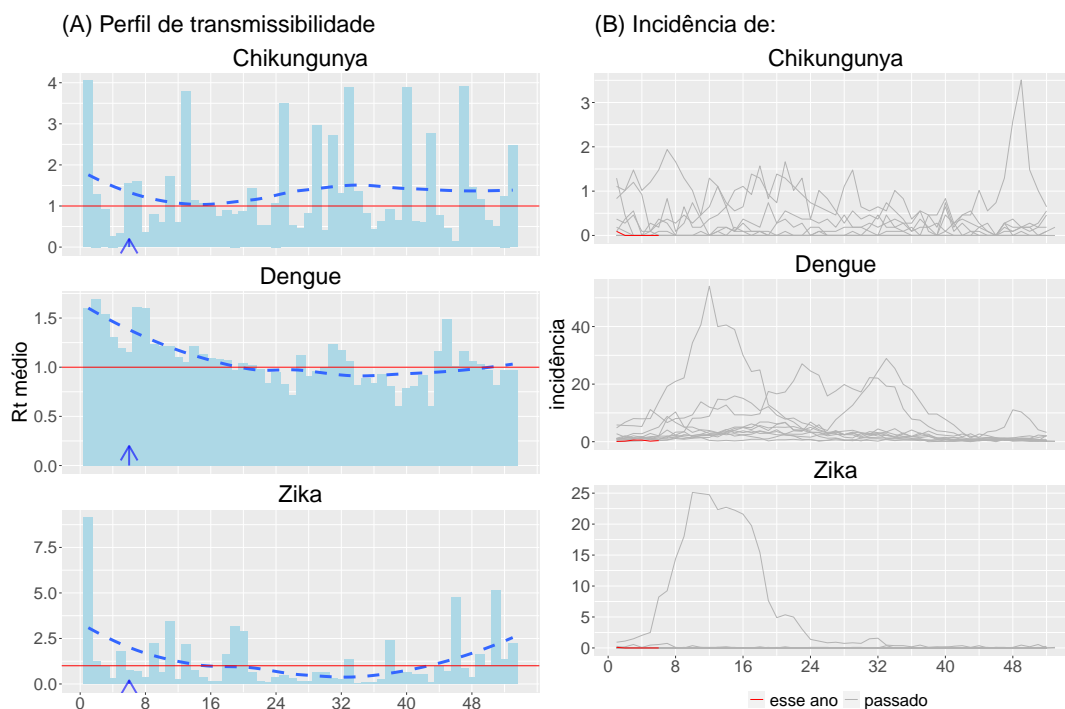 (A) Perfil de transmissibilidade
Chikungunya
4
3
2
1
0
Dengue
Rt médio
1.5
1.0
0.5
0.0
Zika
7.5
5.0
2.5
0.0
0 8 16 24 32 40 48
(B) Incidência de:
Chikungunya
3
2
1
0
Dengue
incidência
40
20
0
Zika
25
20
15
10
5
0
0 8 16 24 32 40 48
esse ano passado